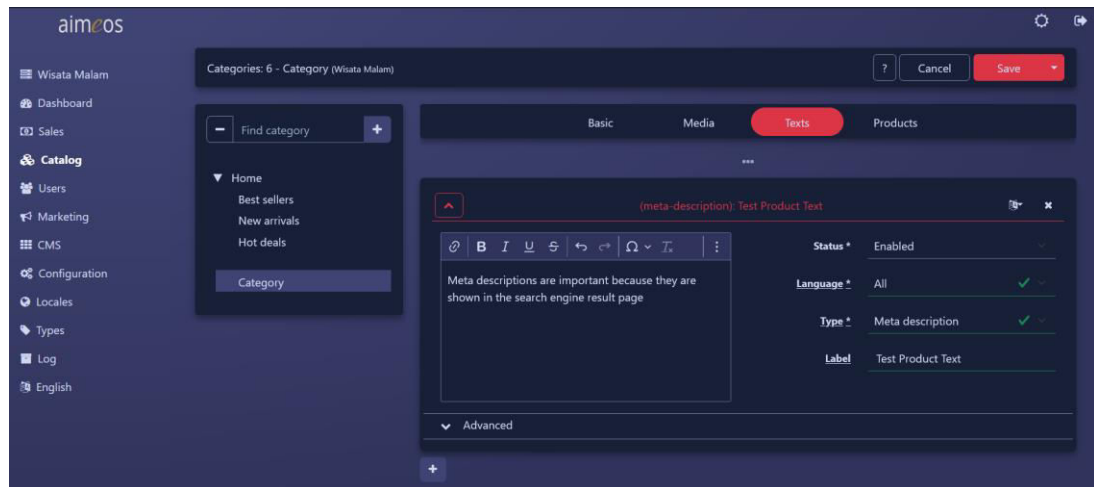 aimeos
Wisata Malam
Dashboard
Sales
Catalog
Users
Marketing
CMS
Configuration
Locales
Types
Log
English
Categories: 6 - Category (Wisata Malam)
?
Cancel
Save
Find category
Home
Best sellers
New arrivals
Hot deals
Category
Basic Media Texts Products
(meta-description): Test Product Text
B I U S Ω Tx
Meta descriptions are important because they are
shown in the search engine result page
Status * Enabled
Language * All
Type * Meta description
Label Test Product Text
Advanced